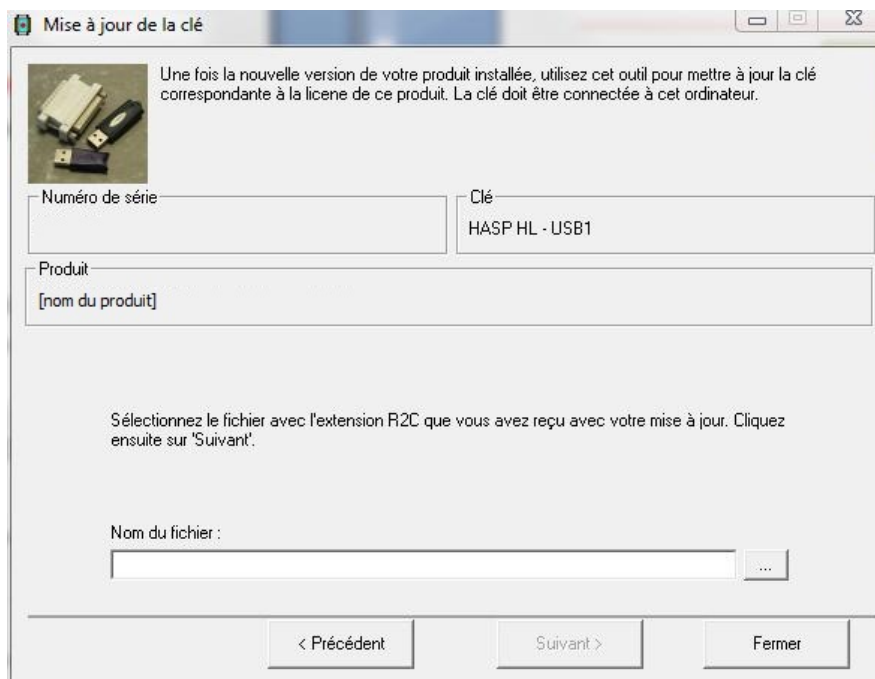 Mise à jour de la clé
Une fois la nouvelle version de votre produit installée, utilisez cet outil pour mettre à jour la clé
correspondante à la licene de ce produit. La clé doit être connectée à cet ordinateur.
Numéro de série
Clé
HASP HL - USB1
Produit
[nom du produit]
Sélectionnez le fichier avec l'extension R2C que vous avez reçu avec votre mise à jour. Cliquez
ensuite sur 'Suivant'.
Nom du fichier :
...
< Précédent
Suivant >
Fermer